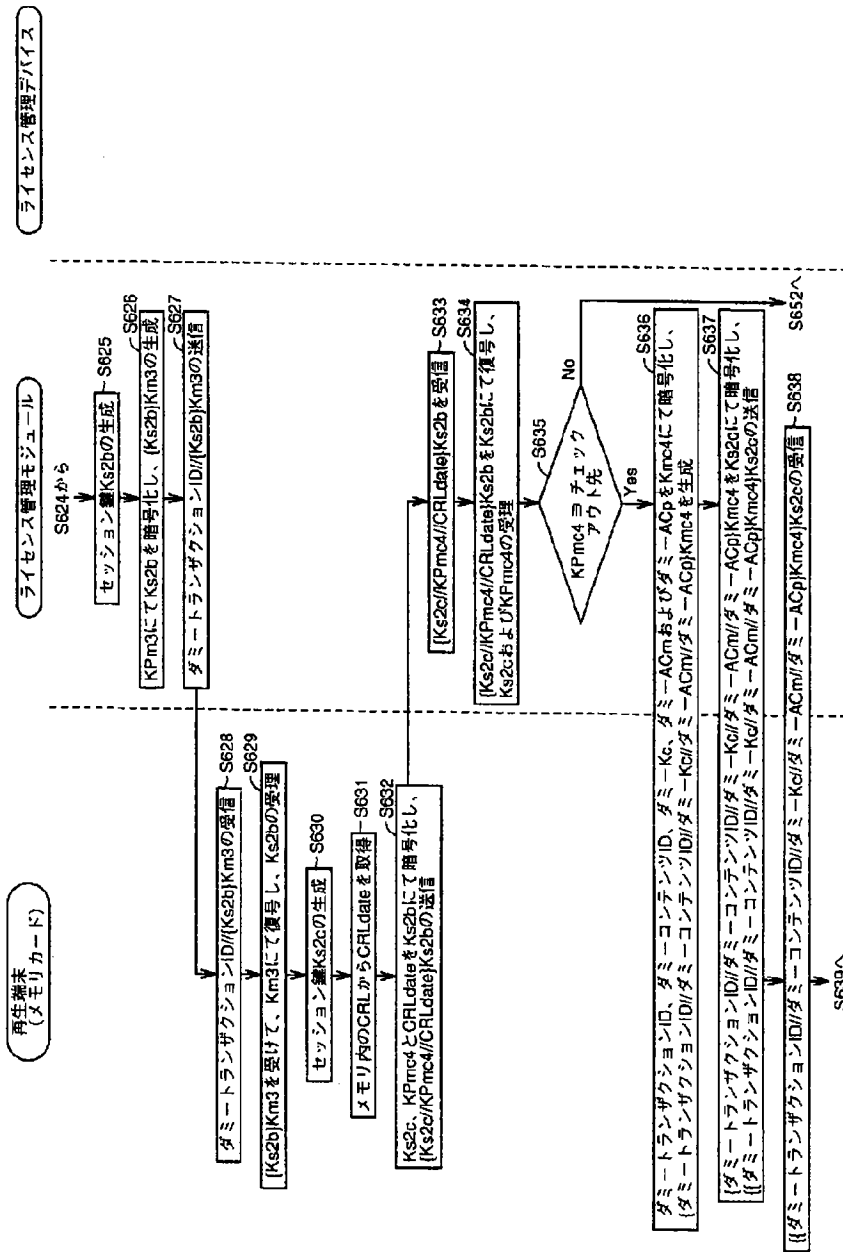 再生端末
(メモリカード)
ライセンス管理モジュール
ライセンス管理デバイス
S624から
セッション鍵Ks2bの生成
S625
KPm3にてKs2bを暗号化し、{Ks2b}Km3の生成
S626
ダミートランザクションID//{Ks2b}Km3の送信
S627
ダミートランザクションID//{Ks2b}Km3の受信
S628
{Ks2b}Km3を受けて、Km3にて復号し、Ks2bの受理
S629
セッション鍵Ks2cの生成
S630
メモリ内のCRLからCRLdateを取得
S631
Ks2c、KPmc4とCRLdateをKs2bにて暗号化し、
{Ks2c//KPmc4//CRLdate}Ks2bの送信
S632
{Ks2c//KPmc4//CRLdate}Ks2bを受信
S633
{Ks2c//KPmc4//CRLdate}Ks2bをKs2bにて復号し、
Ks2cおよびKPmc4の受理
S634
KPmc4 ∋ チェック
アウト先
S635
No
Yes
S652へ
ダミートランザクションID、ダミーコンテンツID、ダミーKc、ダミーACmおよびダミーACpをKmc4にて暗号化し、
{ダミートランザクションID//ダミーコンテンツID//ダミーKc//ダミーACm//ダミーACp}Kmc4を生成
S636
{ダミートランザクションID//ダミーコンテンツID//ダミーKc//ダミーACm//ダミーACp}Kmc4をKs2cにて暗号化し、
{{ダミートランザクションID//ダミーコンテンツID//ダミーKc//ダミーACm//ダミーACp}Kmc4}Ks2cの送信
S637
{{ダミートランザクションID//ダミーコンテンツID//ダミーKc//ダミーACm//ダミーACp}Kmc4}Ks2cの受信
S638
S639へ